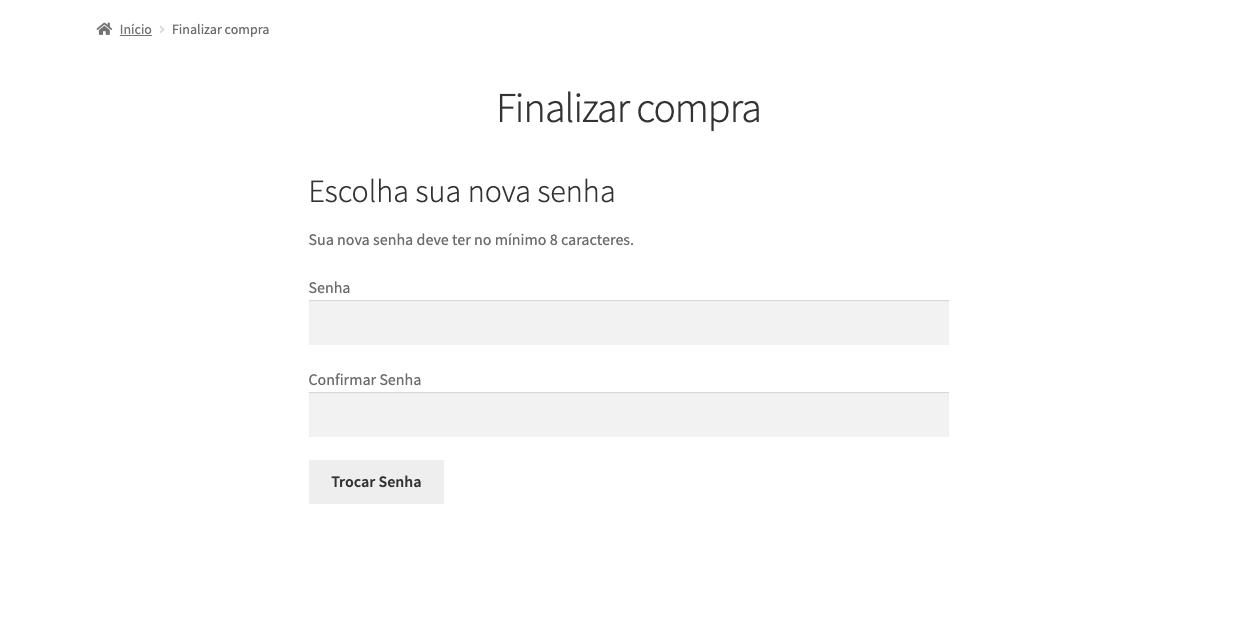 Início > Finalizar compra
Finalizar compra
Escolha sua nova senha
Sua nova senha deve ter no mínimo 8 caracteres.
Senha
Confirmar Senha
Trocar Senha